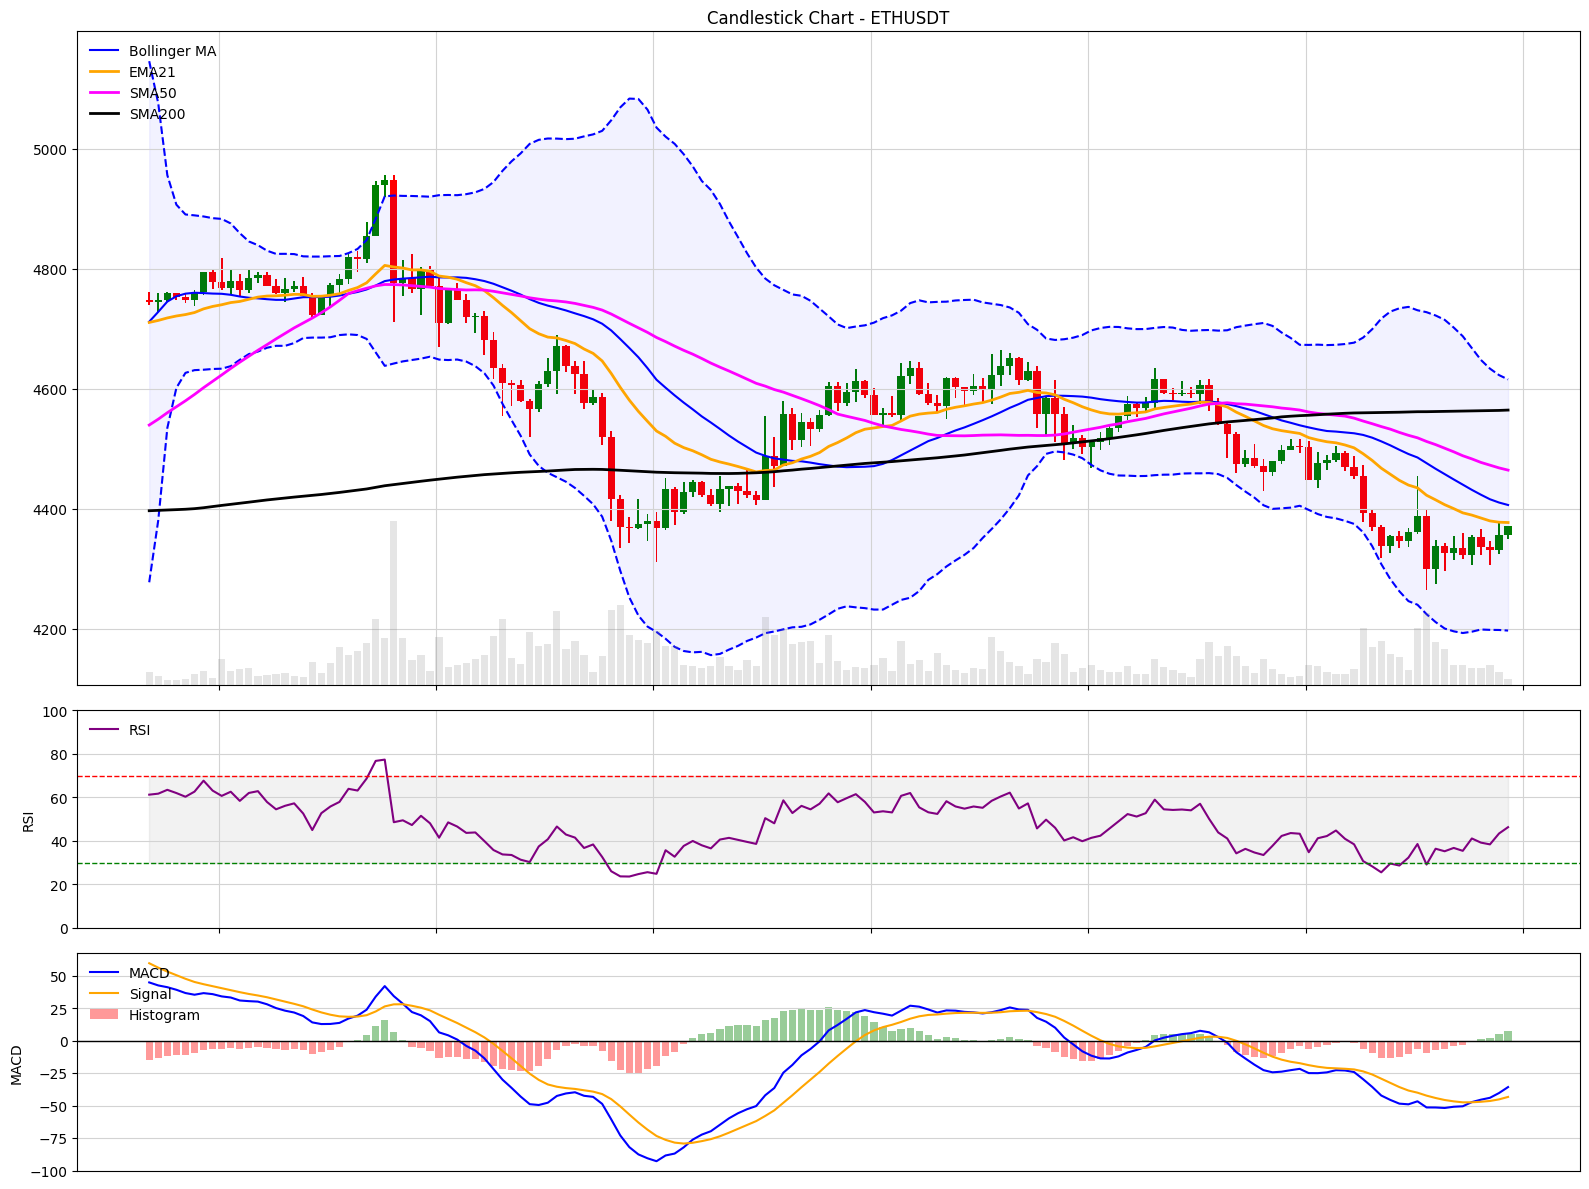 Candlestick Chart - ETHUSDT
Bollinger MA
EMA21
SMA50
SMA200
5000
4800
4600
4400
4200
100
80
60
40
20
0
RSI
RSI
50
25
0
−25
−50
−75
−100
MACD
MACD
Signal
Histogram